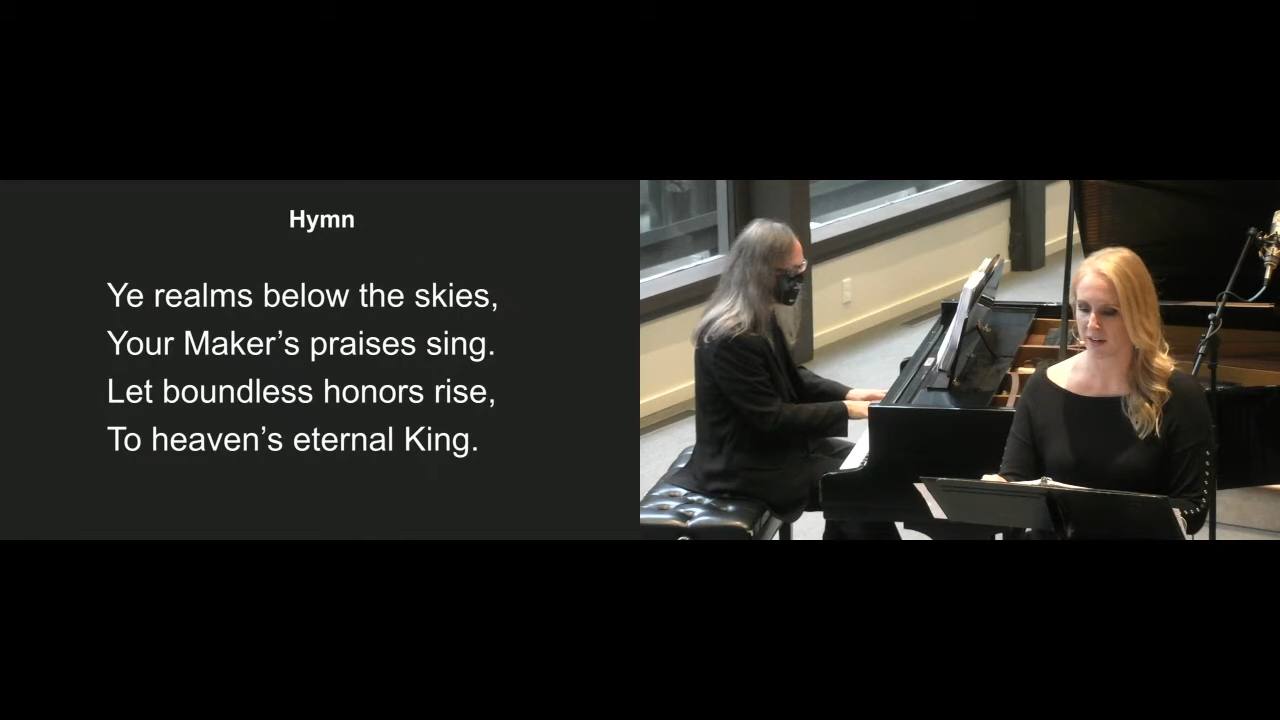 Hymn
Ye realms below the skies,
Your Maker’s praises sing.
Let boundless honors rise,
To heaven’s eternal King.